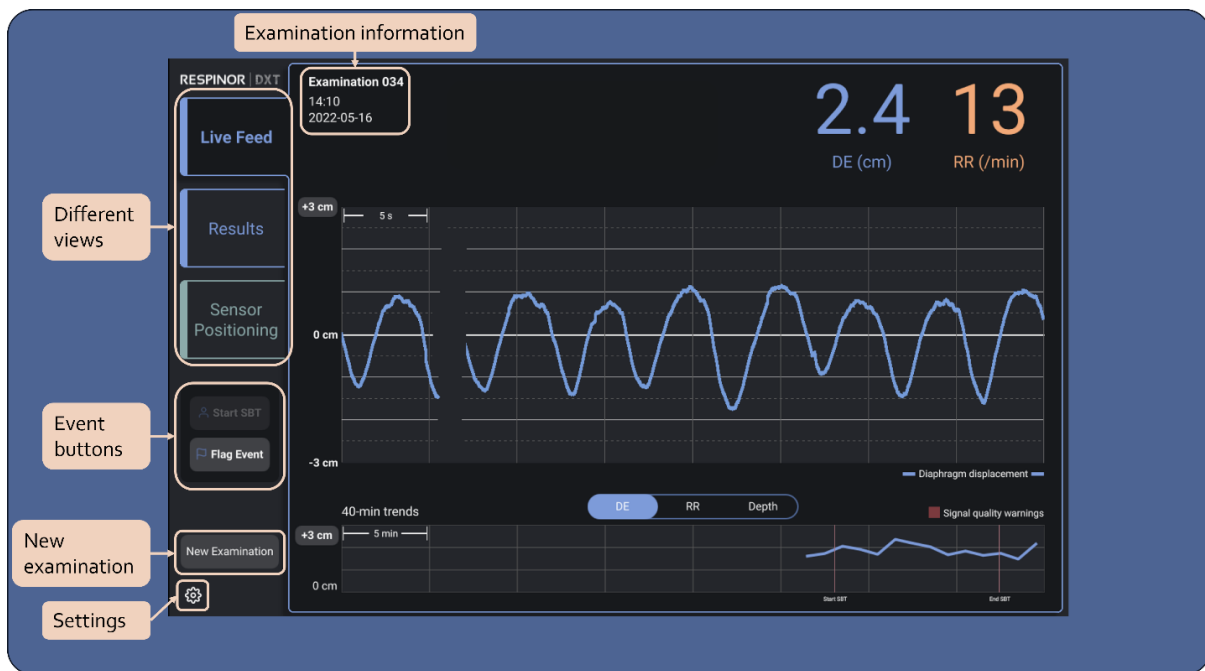 Examination information
RESPINOR | DXT
Examination 034
14:10
2022-05-16
2.4
DE (cm)
13
RR (/min)
Different
views
Live Feed
Results
Sensor
Positioning
Event
buttons
Start SBT
Flag Event
New
examination
New Examination
Settings
+3 cm
5 s
0 cm
-3 cm
Diaphragm displacement
40-min trends
DE
RR
Depth
Signal quality warnings
+3 cm
5 min
0 cm
Start SBT
End SBT